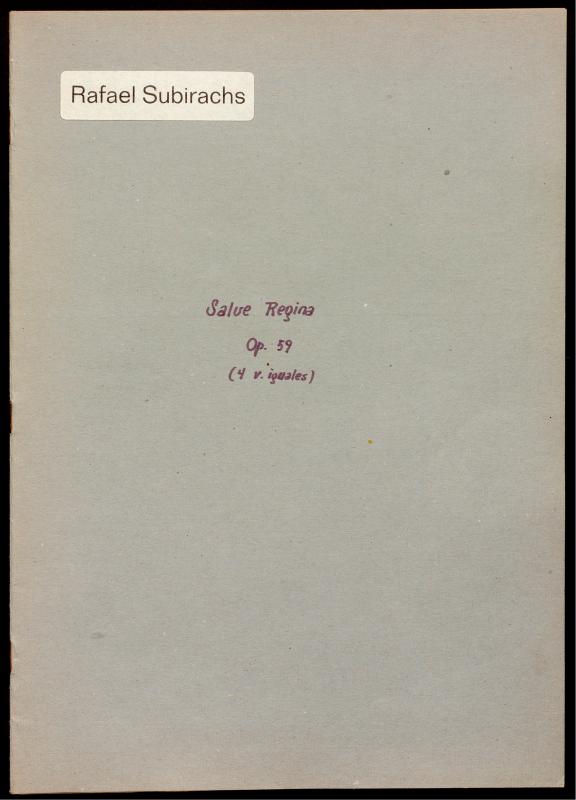 Rafael Subirachs
Salve Regina
Op. 59
(4 v. iguales)